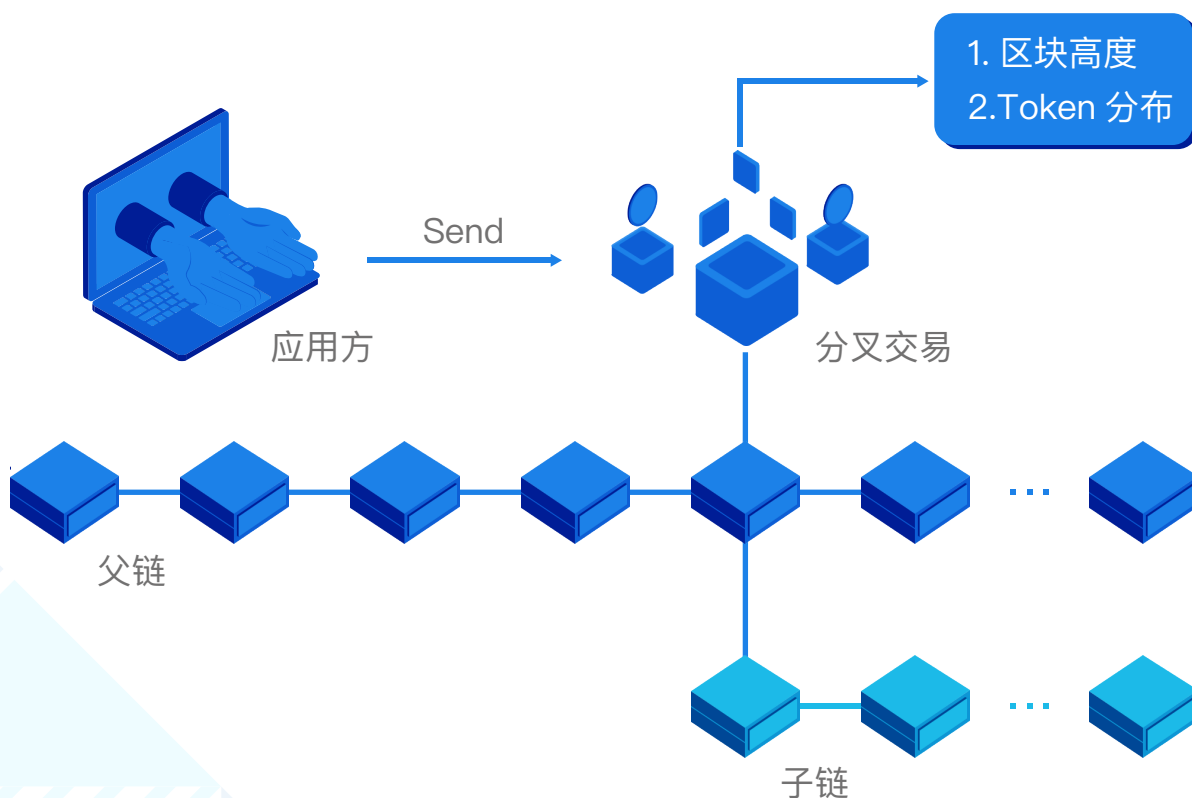 1. 区块高度
2.Token 分布
Send
应用方
分叉交易
父链
子链